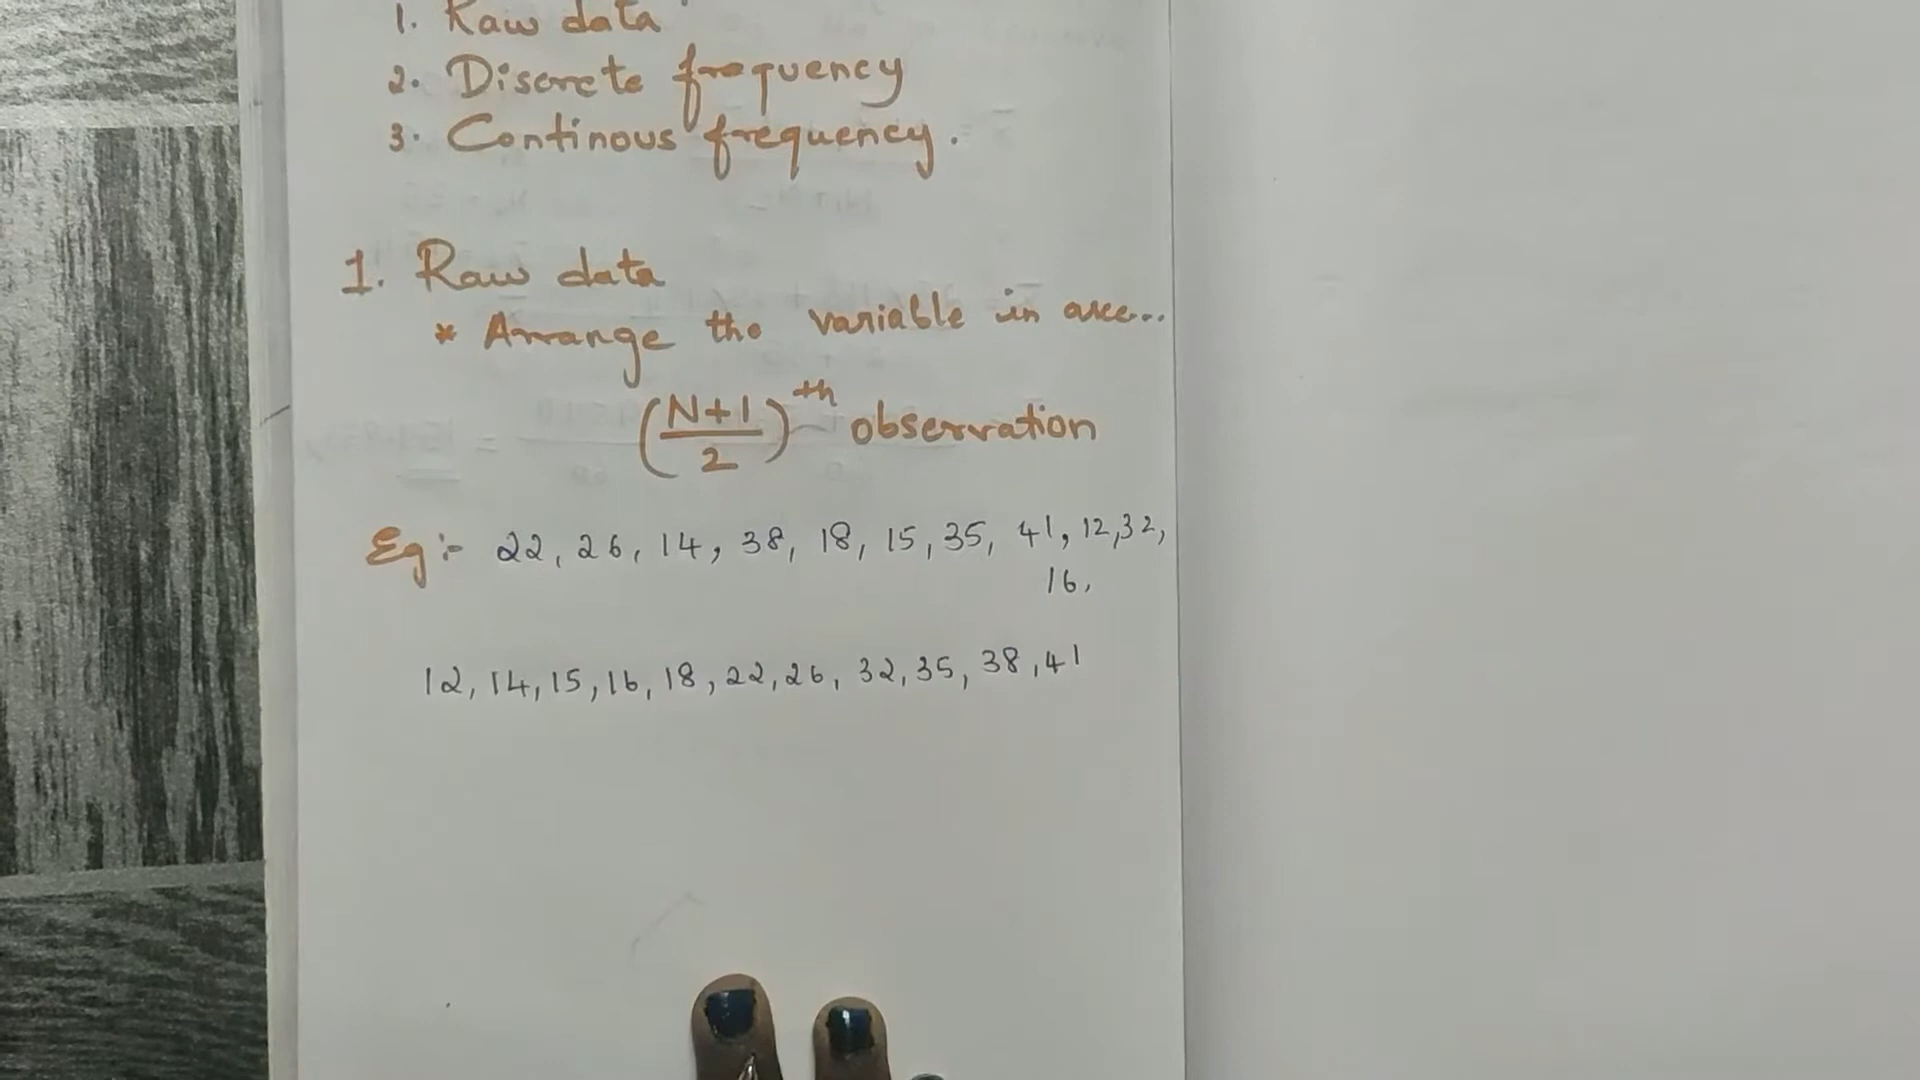 1. Raw data
2. Discrete frequency
3. Continous frequency.
1. Raw data
* Arrange the variable in asce...
(N+1/2)th observation
Eg:- 22, 26, 14, 38, 18, 15, 35, 41, 12, 32,
16,
12, 14, 15, 16, 18, 22, 26, 32, 35, 38, 41